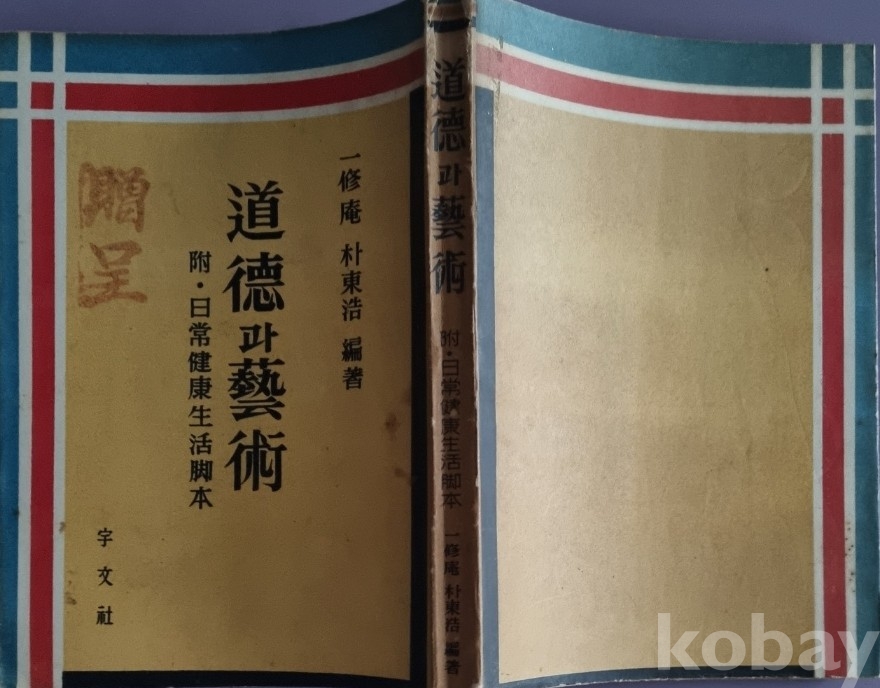 一修庵 朴東浩 編著
道德과藝術
附·日常健康生活脚本
贈呈
宇文社
道德과藝術 附·日常健康生活脚本 一修庵 朴東浩 編著
kobay